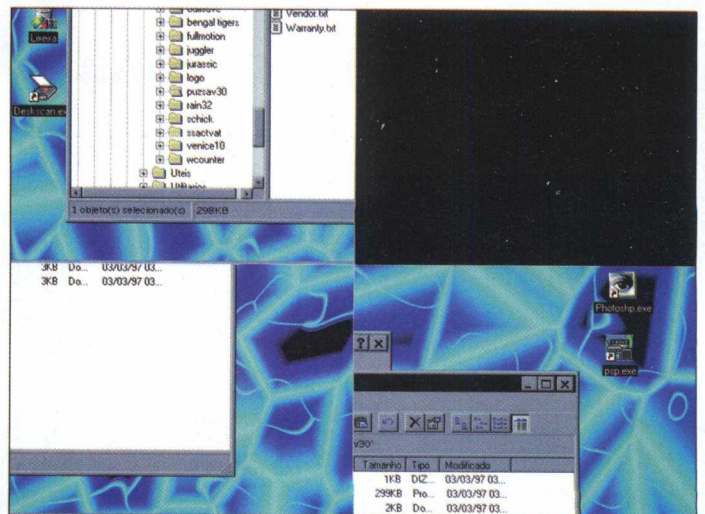 Lixeira
Deskscan.ex
bengal tigers
fullmotion
juggler
jurassic
logo
puzsav30
rain32
schick
ssactvat
venice10
wcounter
Uteis
1 objeto(s) selecionado(s) 298KB
Vendor.txt
Warranty.txt
3KB Do... 03/03/97 03...
3KB Do... 03/03/97 03...
Photoshp.exe
psp.exe
v30'
Tamanho Tipo Modificado
1KB DIZ... 03/03/97 03...
299KB Pro... 03/03/97 03...
2KB Do... 03/03/97 03...